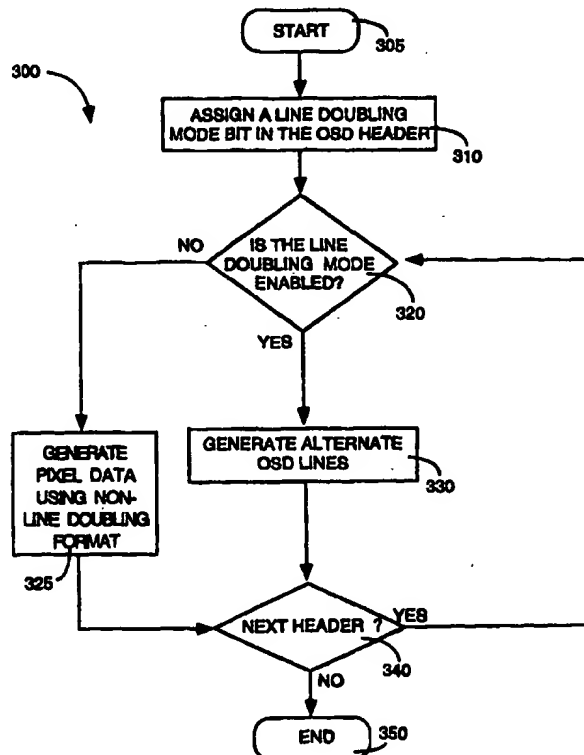 START
305
300
ASSIGN A LINE DOUBLING
MODE BIT IN THE OSD HEADER
310
NO
IS THE LINE
DOUBLING MODE
ENABLED?
320
YES
GENERATE
PIXEL DATA
USING NON-
LINE DOUBLING
FORMAT
325
GENERATE ALTERNATE
OSD LINES
330
NEXT HEADER ?
YES
340
NO
END
350